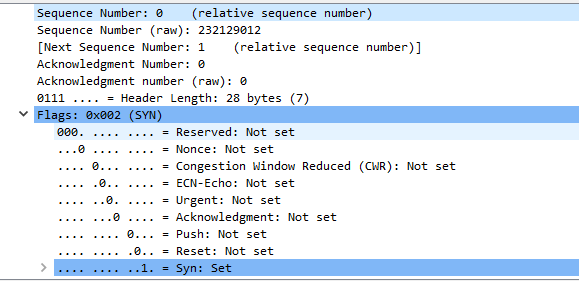 Sequence Number: 0    (relative sequence number)
Sequence Number (raw): 232129012
[Next Sequence Number: 1    (relative sequence number)]
Acknowledgment Number: 0
Acknowledgment number (raw): 0
0111 .... = Header Length: 28 bytes (7)
Flags: 0x002 (SYN)
000. .... .... = Reserved: Not set
...0 .... .... = Nonce: Not set
.... 0... .... = Congestion Window Reduced (CWR): Not set
.... .0.. .... = ECN-Echo: Not set
.... ..0. .... = Urgent: Not set
.... ...0 .... = Acknowledgment: Not set
.... .... 0... = Push: Not set
.... .... .0.. = Reset: Not set
.... .... ..1. = Syn: Set